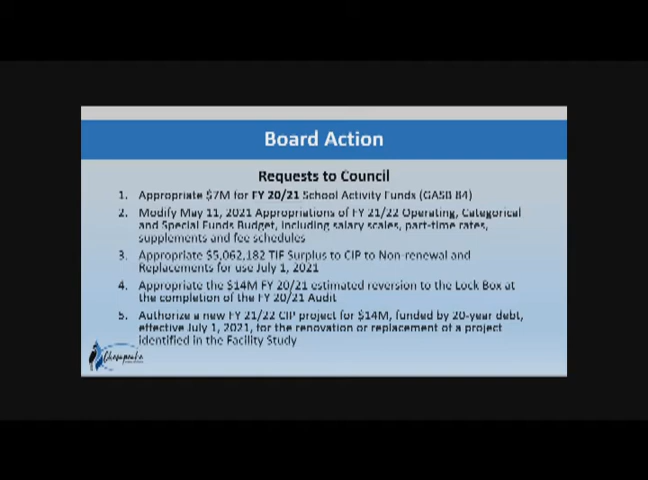 Board Action
Requests to Council
1. Appropriate $7M for FY 20/21 School Activity Funds (GASB 84)
2. Modify May 11, 2021 Appropriations of FY 21/22 Operating, Categorical
and Special Funds Budget, including salary scales, part-time rates,
supplements and fee schedules
3. Appropriate $5,062,182 TIF Surplus to CIP to Non-renewal and
Replacements for use July 1, 2021
4. Appropriate the $14M FY 20/21 estimated reversion to the Lock Box at
the completion of the FY 20/21 Audit
5. Authorize a new FY 21/22 CIP project for $14M, funded by 20-year debt,
effective July 1, 2021, for the renovation or replacement of a project
identified in the Facility Study
Chesapeake